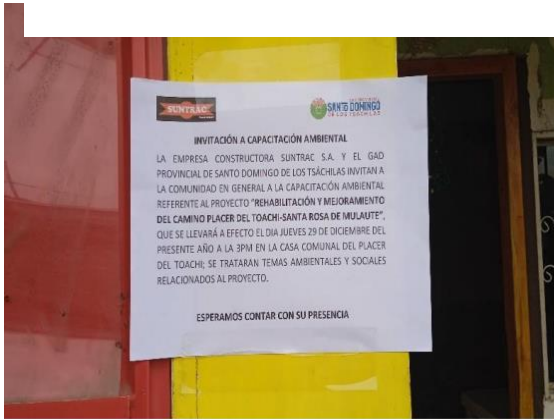 SUNTRAC
SANTO DOMINGO
DE LOS TSÁCHILAS
INVITACIÓN A CAPACITACIÓN AMBIENTAL
LA EMPRESA CONSTRUCTORA SUNTRAC S.A. Y EL GAD
PROVINCIAL DE SANTO DOMINGO DE LOS TSÁCHILAS INVITAN A
LA COMUNIDAD EN GENERAL A LA CAPACITACIÓN AMBIENTAL
REFERENTE AL PROYECTO "REHABILITACIÓN Y MEJORAMIENTO
DEL CAMINO PLACER DEL TOACHI-SANTA ROSA DE MULAUTE",
QUE SE LLEVARÁ A EFECTO EL DIA JUEVES 29 DE DICIEMBRE DEL
PRESENTE AÑO A LA 3PM EN LA CASA COMUNAL DEL PLACER
DEL TOACHI; SE TRATARAN TEMAS AMBIENTALES Y SOCIALES
RELACIONADOS AL PROYECTO.
ESPERAMOS CONTAR CON SU PRESENCIA